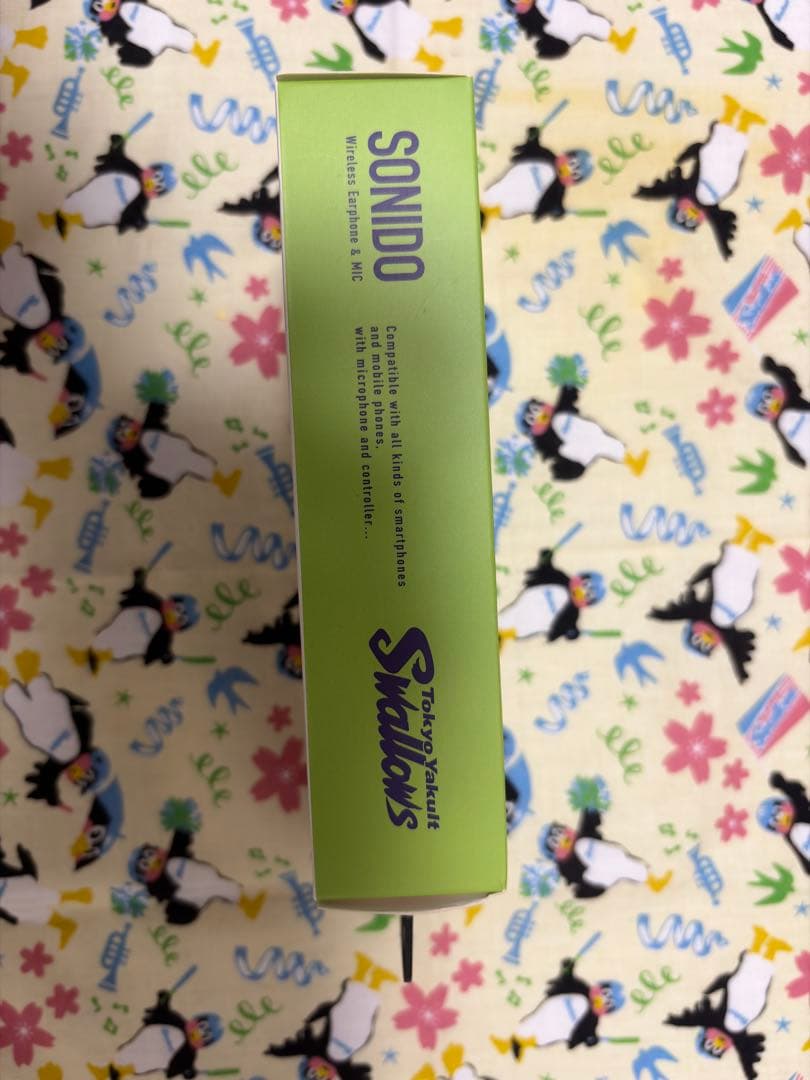 SONIDO
Wireless Earphone & MIC
Compatible with all kinds of smartphones
and mobile phones,
with microphone and controller...
Tokyo Yakult
Swallows